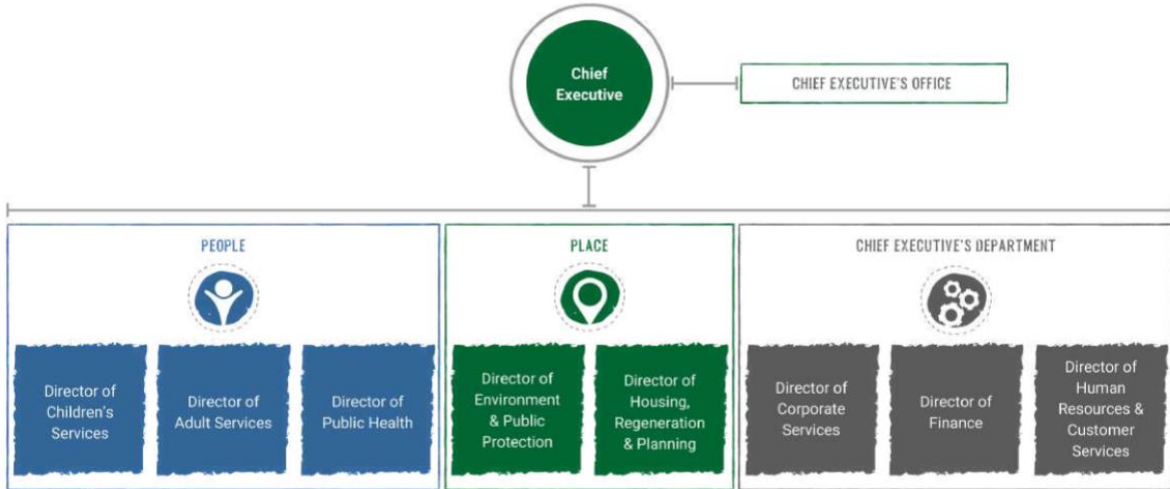 Chief
Executive
CHIEF EXECUTIVE'S OFFICE
PEOPLE
Director of
Children's
Services
Director of
Adult Services
Director of
Public Health
PLACE
Director of
Environment
& Public
Protection
Director of
Housing,
Regeneration
& Planning
CHIEF EXECUTIVE'S DEPARTMENT
Director of
Corporate
Services
Director of
Finance
Director of
Human
Resources &
Customer
Services